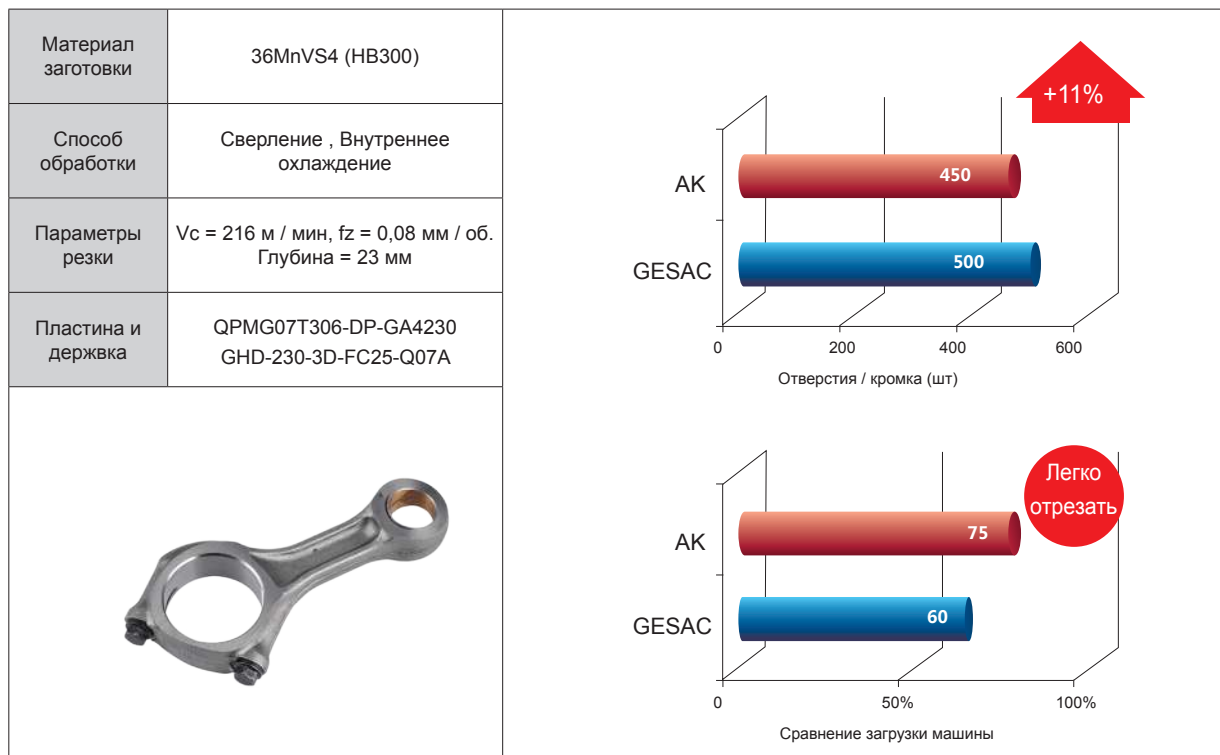 Материал
заготовки
36MnVS4 (HB300)
Способ
обработки
Сверление , Внутреннее
охлаждение
Параметры
резки
Vc = 216 м / мин, fz = 0,08 мм / об.
Глубина = 23 мм
Пластина и
держвка
QPMG07T306-DP-GA4230
GHD-230-3D-FC25-Q07A
+11%
AK
450
GESAC
500
0 200 400 600
Отверстия / кромка (шт)
Легко
отрезать
AK
75
GESAC
60
0 50% 100%
Сравнение загрузки машины